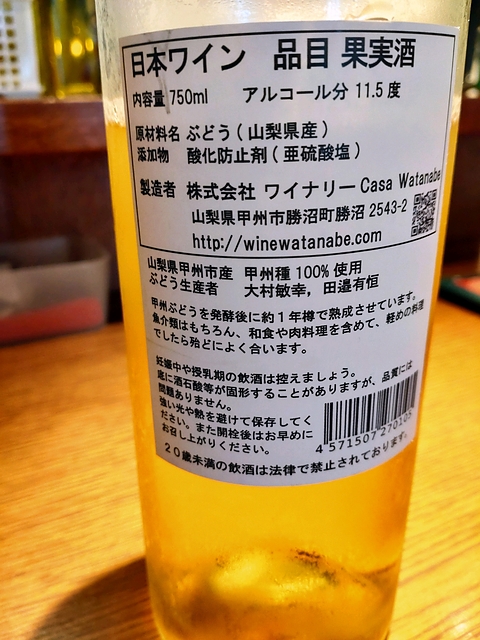 日本ワイン 品目 果実酒
内容量 750ml アルコール分 11.5 度
原材料名 ぶどう ( 山梨県産 )
添加物 酸化防止剤 ( 亜硫酸塩 )
製造者 株式会社 ワイナリー Casa Watanabe
山梨県甲州市勝沼町勝沼 2543-2
http://winewatanabe.com
山梨県甲州市産 甲州種 100% 使用
ぶどう生産者 大村敏幸, 田邉有恒
甲州ぶどうを発酵後に約 1 年樽で熟成させています。
魚介類はもちろん、和食や肉料理を含めて、軽めの料理
でしたら殆どによく合います。
妊娠中や授乳期の飲酒は控えましょう。
底に酒石酸等が固形することがありますが、品質には
問題ありません。
強い光や熱を避けて保存してく
ださい。また開栓後はお早めに
お召し上がりください。
4 571507 270105
20歳未満の飲酒は法律で禁止されております。